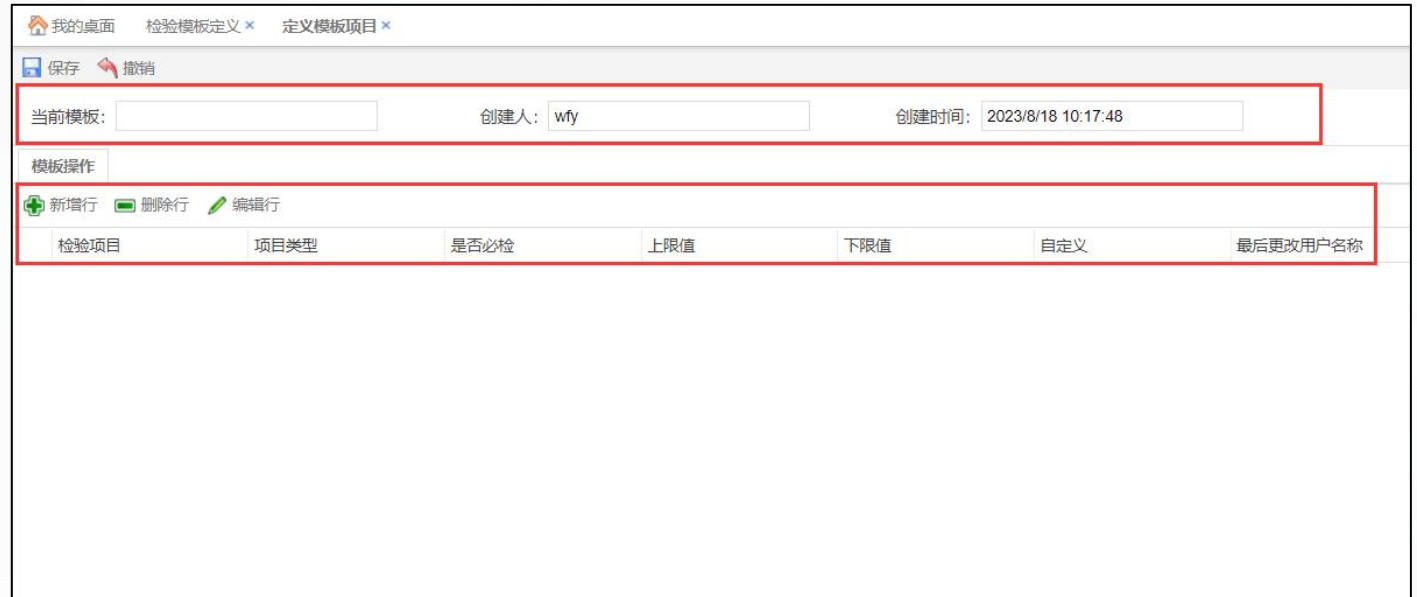 我的桌面 检验模板定义 × 定义模板项目 ×
保存 撤销
当前模板: 创建人: wfy 创建时间: 2023/8/18 10:17:48
模板操作
新增行 删除行 编辑行
检验项目 项目类型 是否必检 上限值 下限值 自定义 最后更改用户名称